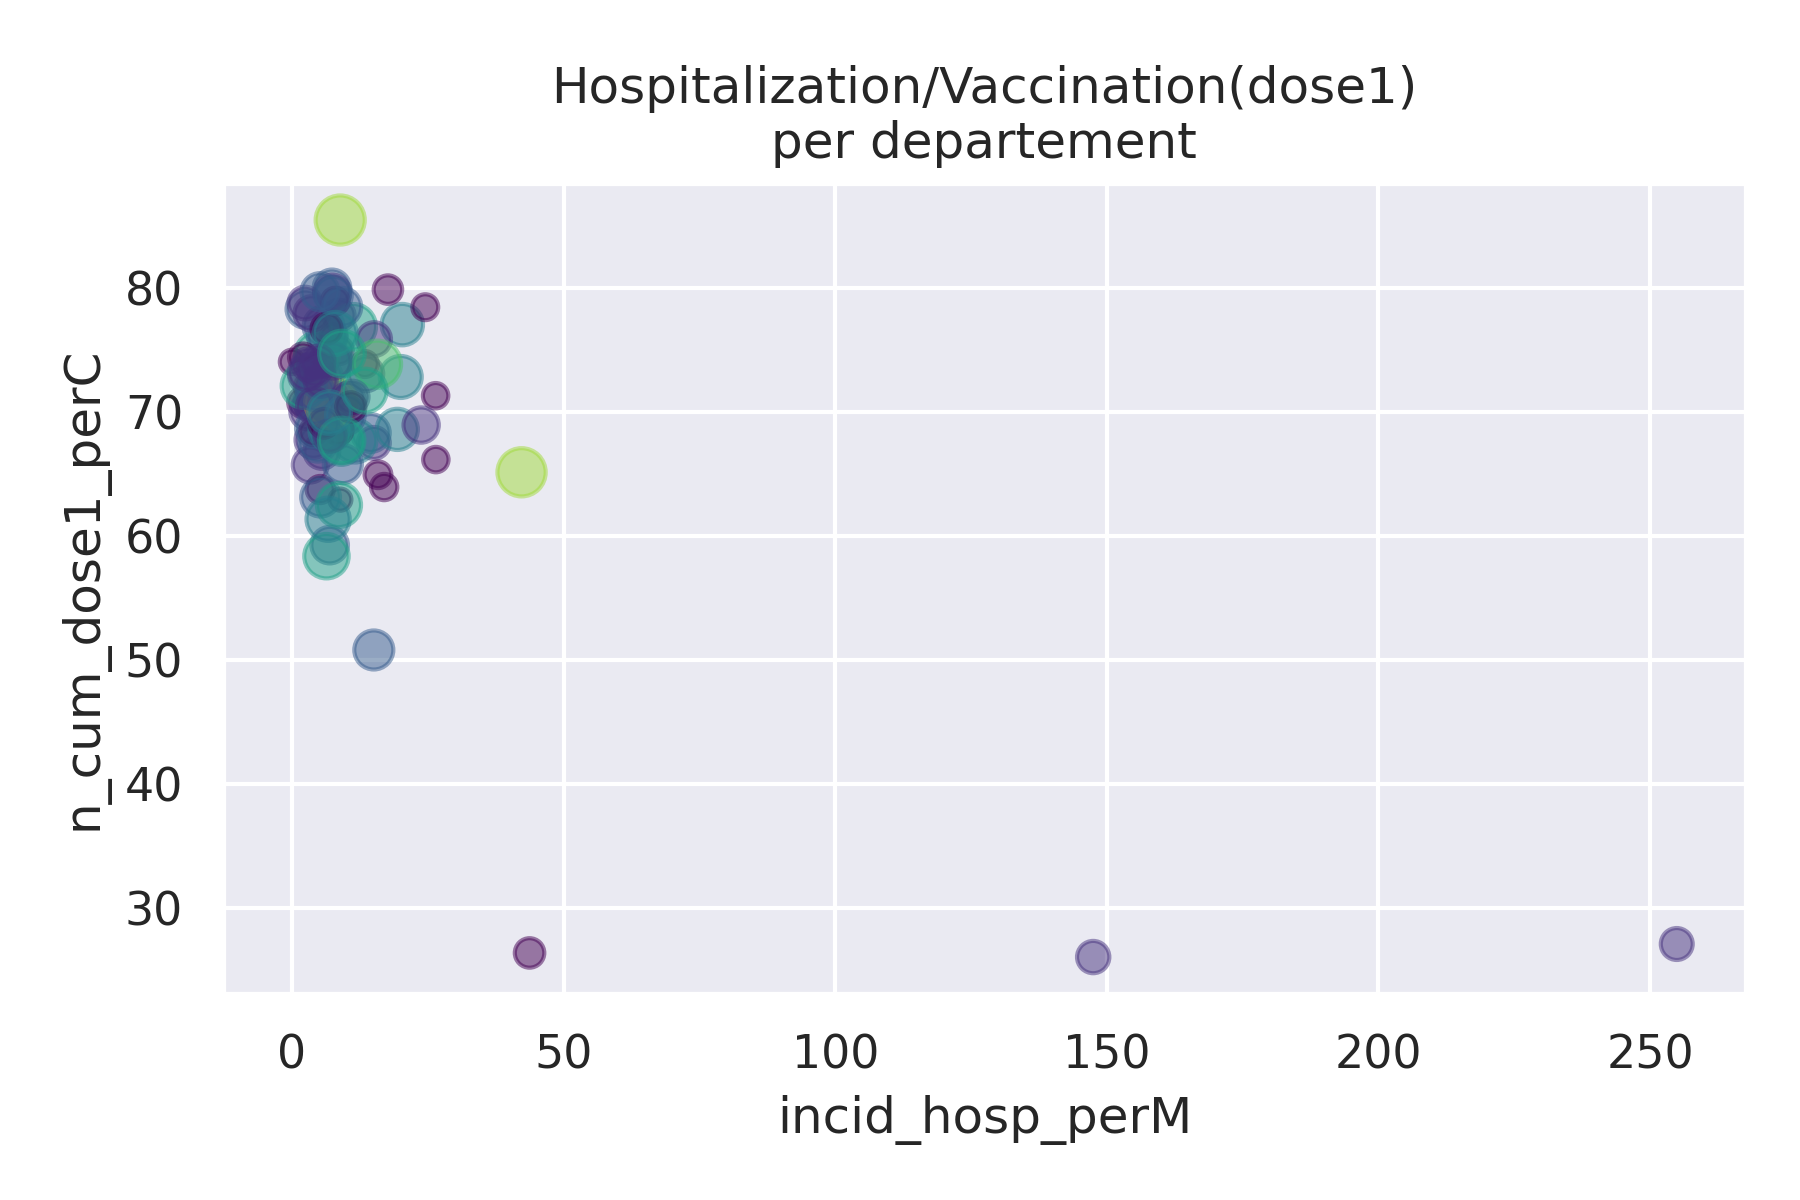 Hospitalization/Vaccination(dose1)
per departement
n_cum_dose1_perC
80
70
60
50
40
30
0 50 100 150 200 250
incid_hosp_perM